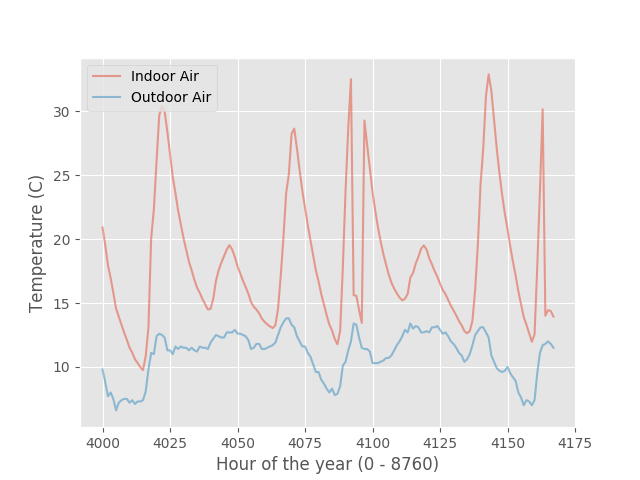 Indoor Air
Outdoor Air
Temperature (C)
30
25
20
15
10
4000 4025 4050 4075 4100 4125 4150 4175
Hour of the year (0 - 8760)